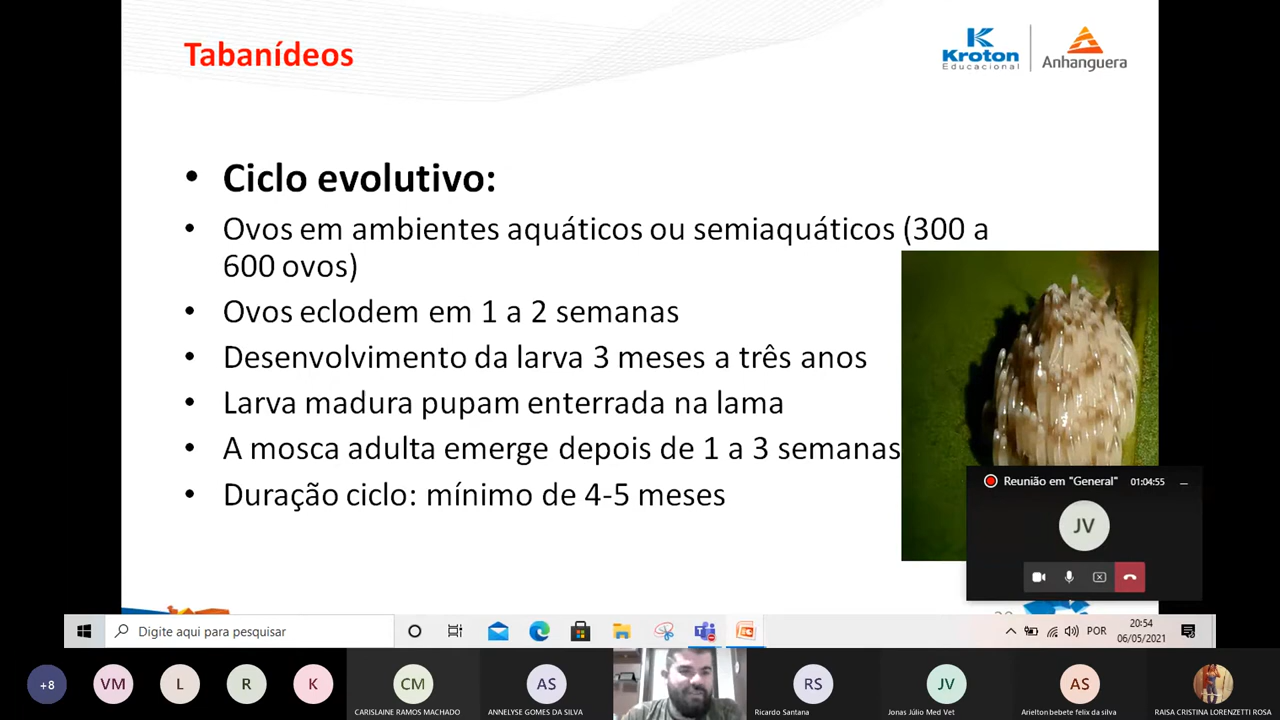 Tabanídeos
Kroton
Educacional
Anhanguera
• Ciclo evolutivo:
• Ovos em ambientes aquáticos ou semiaquáticos (300 a
600 ovos)
• Ovos eclodem em 1 a 2 semanas
• Desenvolvimento da larva 3 meses a três anos
• Larva madura pupam enterrada na lama
• A mosca adulta emerge depois de 1 a 3 semanas
• Duração ciclo: mínimo de 4-5 meses
Reunião em "General" 01:04:55
JV
Digite aqui para pesquisar
POR
20:54
06/05/2021
+8
VM
L
R
K
CM
CARISLAINE RAMOS MACHADO
AS
ANNELYSE GOMES DA SILVA
RS
Ricardo Santana
JV
Jonas Júlio Med Vet
AS
Arielton bebete felix da silva
RAISA CRISTINA LORENZETTI ROSA